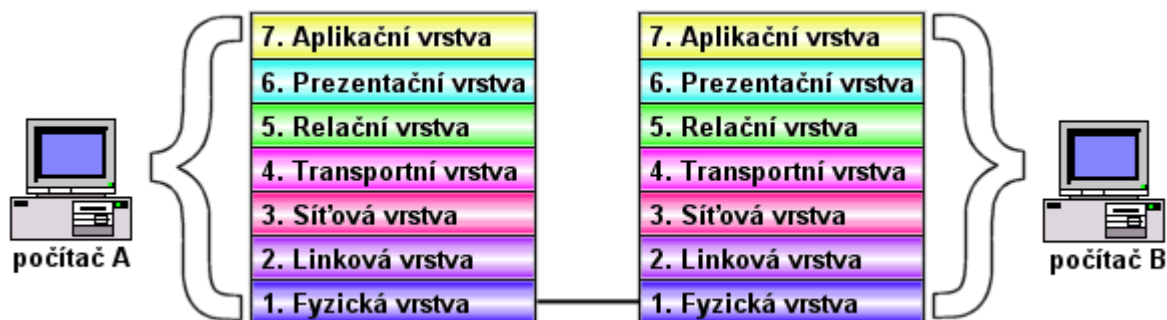 7. Aplikační vrstva
6. Prezentační vrstva
5. Relační vrstva
4. Transportní vrstva
3. Síťová vrstva
2. Linková vrstva
1. Fyzická vrstva
počítač A
7. Aplikační vrstva
6. Prezentační vrstva
5. Relační vrstva
4. Transportní vrstva
3. Síťová vrstva
2. Linková vrstva
1. Fyzická vrstva
počítač B